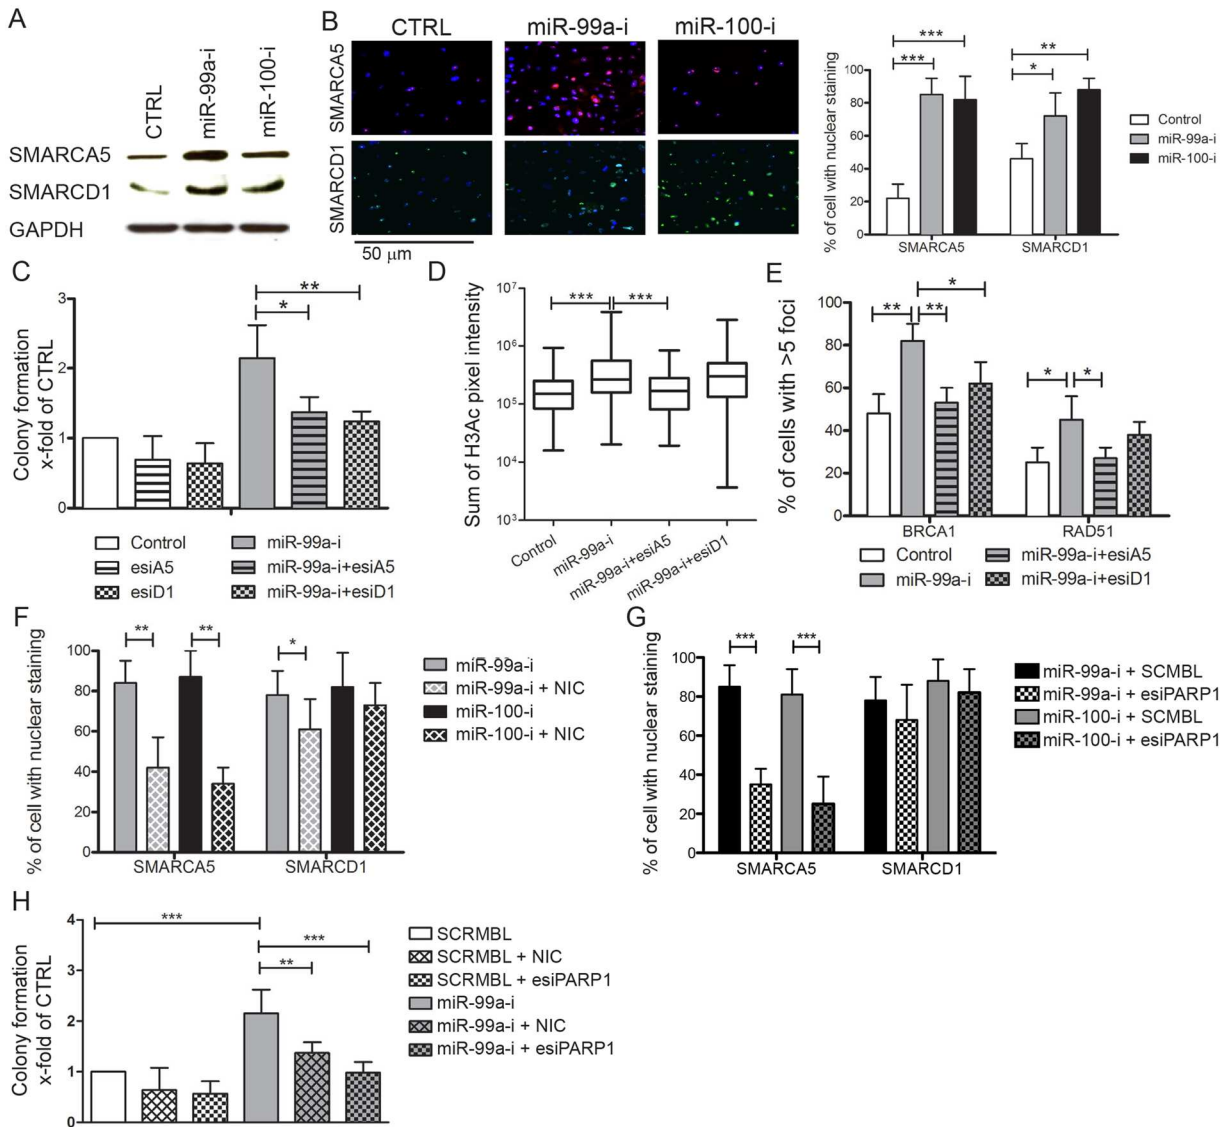 A
CTRL
miR-99a-i
miR-100-i
SMARCA5
SMARCD1
GAPDH
B
CTRL
miR-99a-i
miR-100-i
SMARCA5
SMARCD1
50 μm
% of cell with nuclear staining
100
80
60
40
20
0
***
***
**
*
SMARCA5
SMARCD1
Control
miR-99a-i
miR-100-i
C
Colony formation
x-fold of CTRL
3
2
1
0
**
*
Control
esiA5
esiD1
miR-99a-i
miR-99a-i+esiA5
miR-99a-i+esiD1
D
Sum of H3Ac pixel intensity
10⁷
10⁶
10⁵
10⁴
10³
***
***
Control
miR-99a-i
miR-99a-i+esiA5
miR-99a-i+esiD1
E
% of cells with >5 foci
100
80
60
40
20
0
*
**
**
*
*
BRCA1
RAD51
Control
miR-99a-i
miR-99a-i+esiA5
miR-99a-i+esiD1
F
% of cell with nuclear staining
100
80
60
40
20
0
**
**
*
SMARCA5
SMARCD1
miR-99a-i
miR-99a-i + NIC
miR-100-i
miR-100-i + NIC
G
% of cell with nuclear staining
100
80
60
40
20
0
***
***
SMARCA5
SMARCD1
miR-99a-i + SCMBL
miR-99a-i + esiPARP1
miR-100-i + SCMBL
miR-100-i + esiPARP1
H
Colony formation
x-fold of CTRL
4
3
2
1
0
***
***
**
SCRMBL
SCRMBL + NIC
SCRMBL + esiPARP1
miR-99a-i
miR-99a-i + NIC
miR-99a-i + esiPARP1